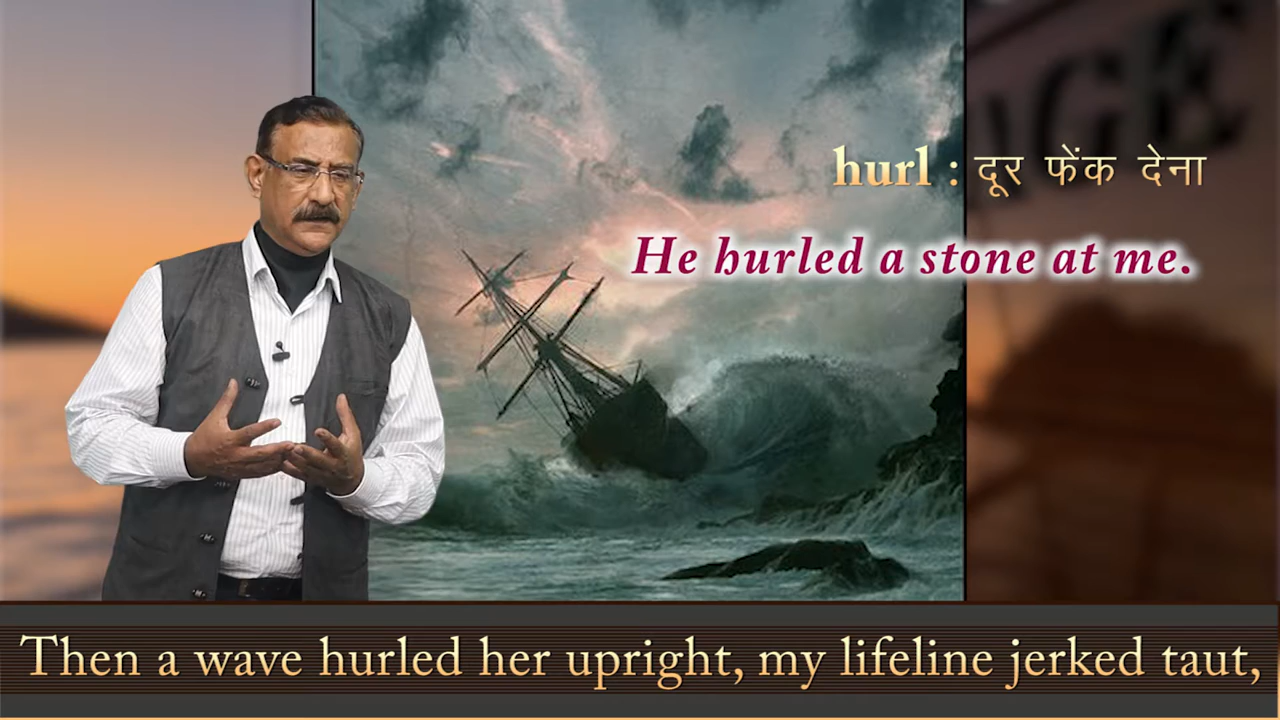 hurl : दूर फेंक देना
He hurled a stone at me.
Then a wave hurled her upright, my lifeline jerked taut,